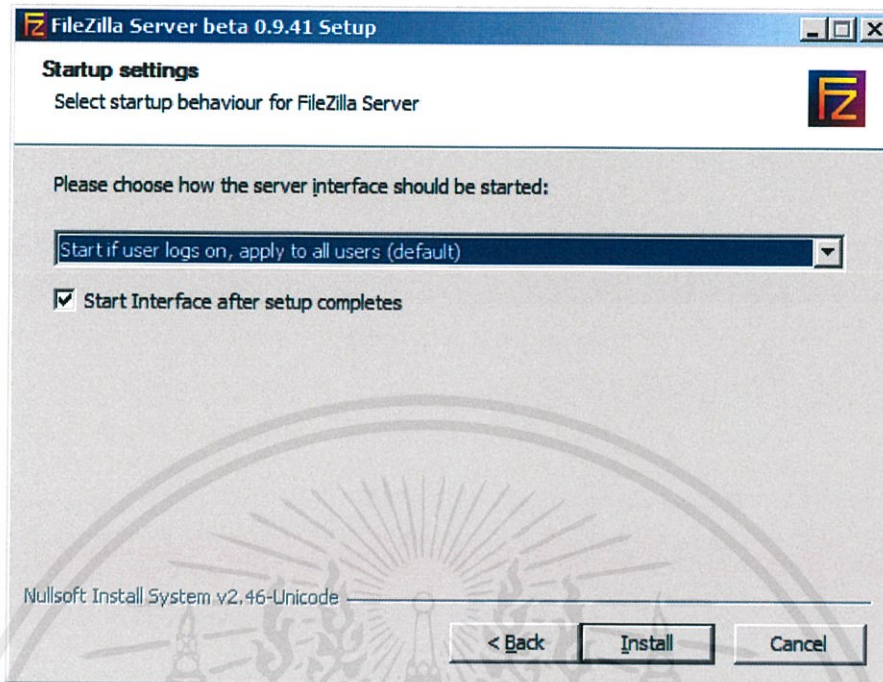 FileZilla Server beta 0.9.41 Setup
Startup settings
Select startup behaviour for FileZilla Server
FZ
Please choose how the server interface should be started:
Start if user logs on, apply to all users (default)
Start Interface after setup completes
Nullsoft Install System v2.46-Unicode
< Back Install Cancel